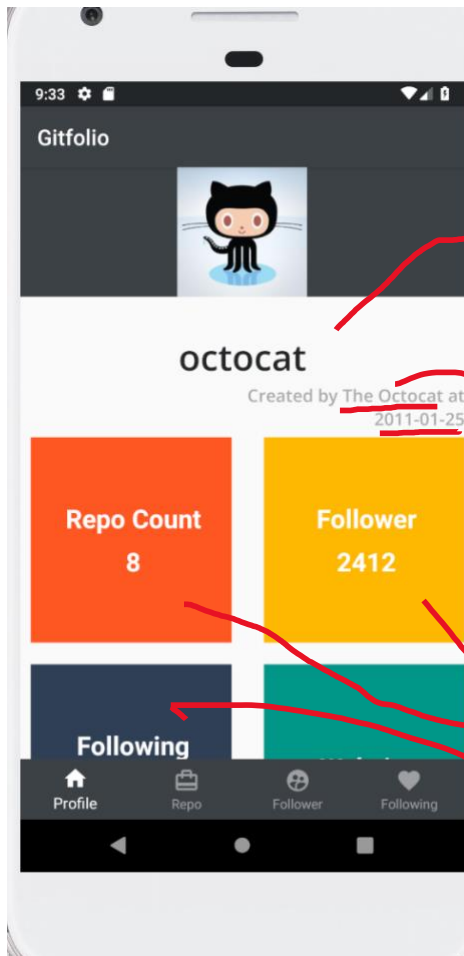 9:33
Gitfolio
octocat
Created by The Octocat at
2011-01-25
Repo Count
8
Follower
2412
Following
Profile
Repo
Follower
Following